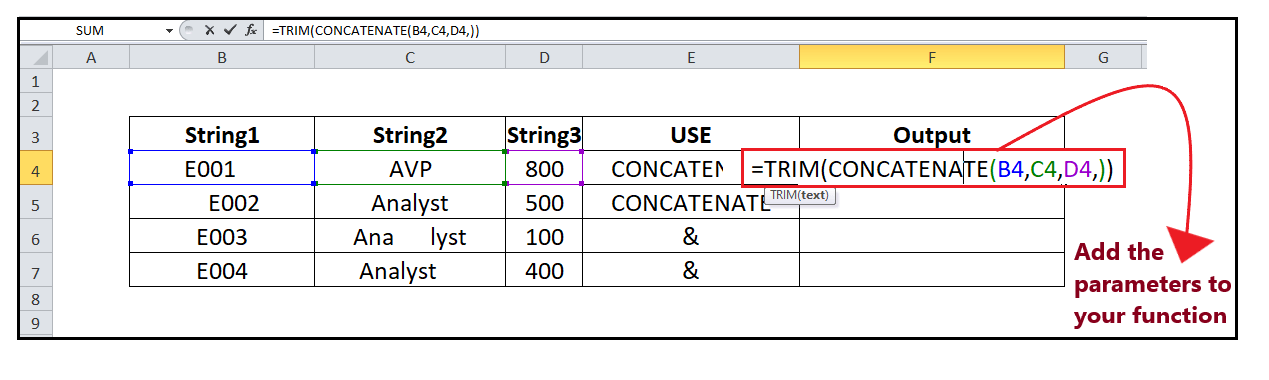 SUM fx =TRIM(CONCATENATE(B4,C4,D4,))
A B C D E F G
1
2
3 String1 String2 String3 USE Output
4 E001 AVP 800 CONCATEN =TRIM(CONCATENATE(B4,C4,D4,))
TRIM(text)
5 E002 Analyst 500 CONCATENATE
6 E003 Ana lyst 100 &
7 E004 Analyst 400 &
8
9
Add the
parameters to
your function